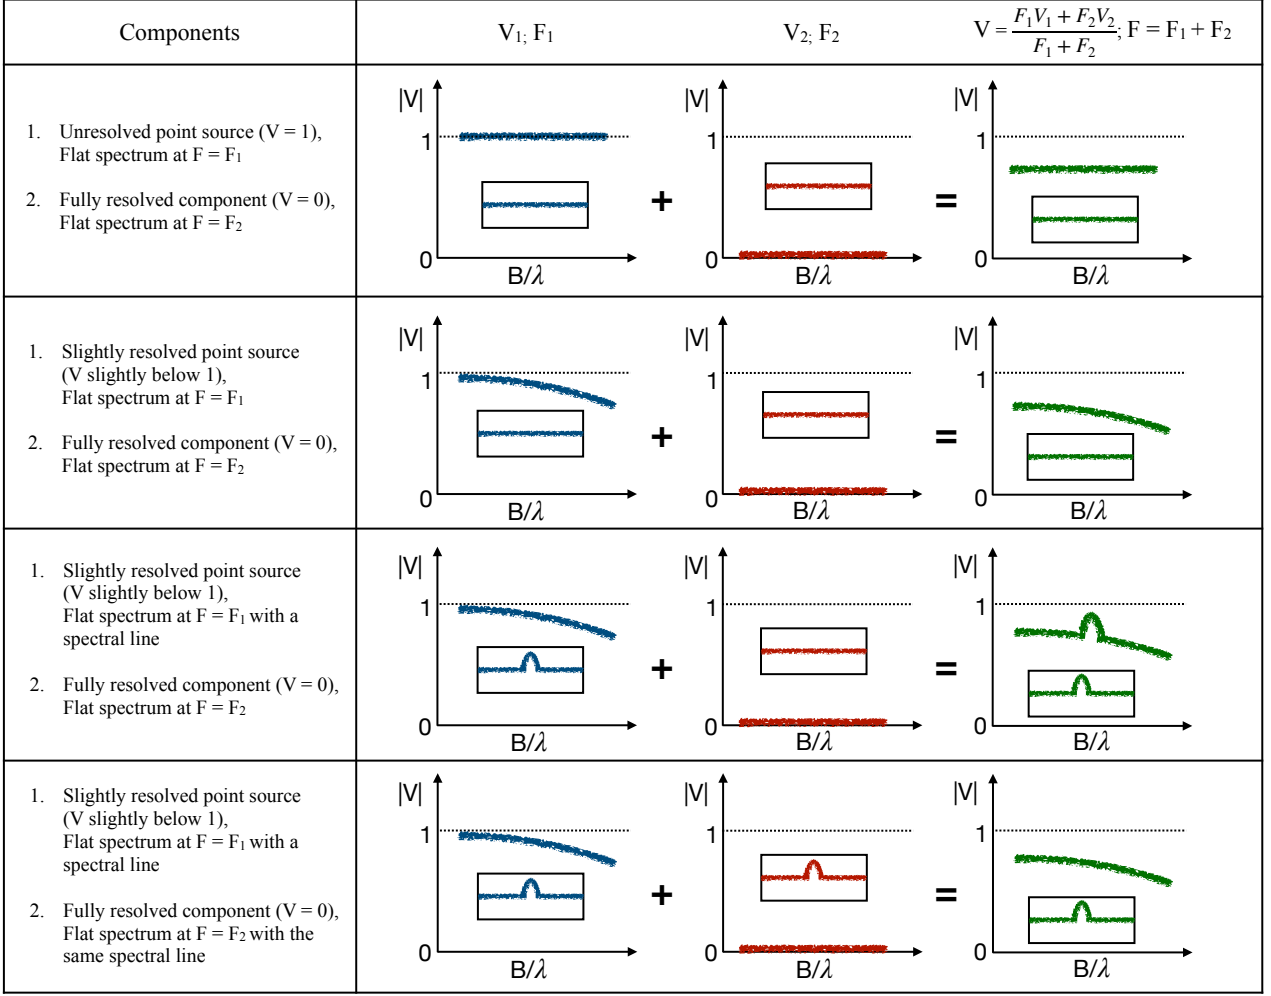 Components
V₁; F₁
V₂; F₂
V = (F₁V₁ + F₂V₂)/(F₁ + F₂); F = F₁ + F₂
1. Unresolved point source (V = 1),
Flat spectrum at F = F₁
2. Fully resolved component (V = 0),
Flat spectrum at F = F₂
|V|
1
0
B/λ
+
|V|
1
0
B/λ
=
|V|
1
0
B/λ
1. Slightly resolved point source
(V slightly below 1),
Flat spectrum at F = F₁
2. Fully resolved component (V = 0),
Flat spectrum at F = F₂
|V|
1
0
B/λ
+
|V|
1
0
B/λ
=
|V|
1
0
B/λ
1. Slightly resolved point source
(V slightly below 1),
Flat spectrum at F = F₁ with a
spectral line
2. Fully resolved component (V = 0),
Flat spectrum at F = F₂
|V|
1
0
B/λ
+
|V|
1
0
B/λ
=
|V|
1
0
B/λ
1. Slightly resolved point source
(V slightly below 1),
Flat spectrum at F = F₁ with a
spectral line
2. Fully resolved component (V = 0),
Flat spectrum at F = F₂ with the
same spectral line
|V|
1
0
B/λ
+
|V|
1
0
B/λ
=
|V|
1
0
B/λ